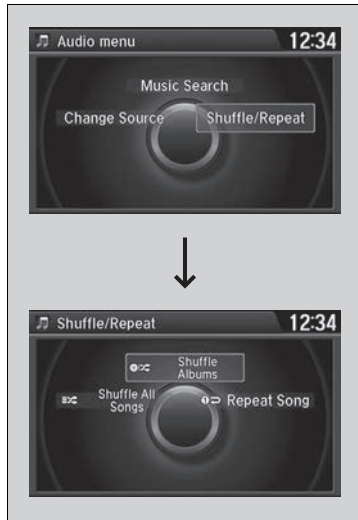 Audio menu 12:34
Music Search
Change Source Shuffle/Repeat
Shuffle/Repeat 12:34
Shuffle
Albums
Shuffle All
Songs
Repeat Song